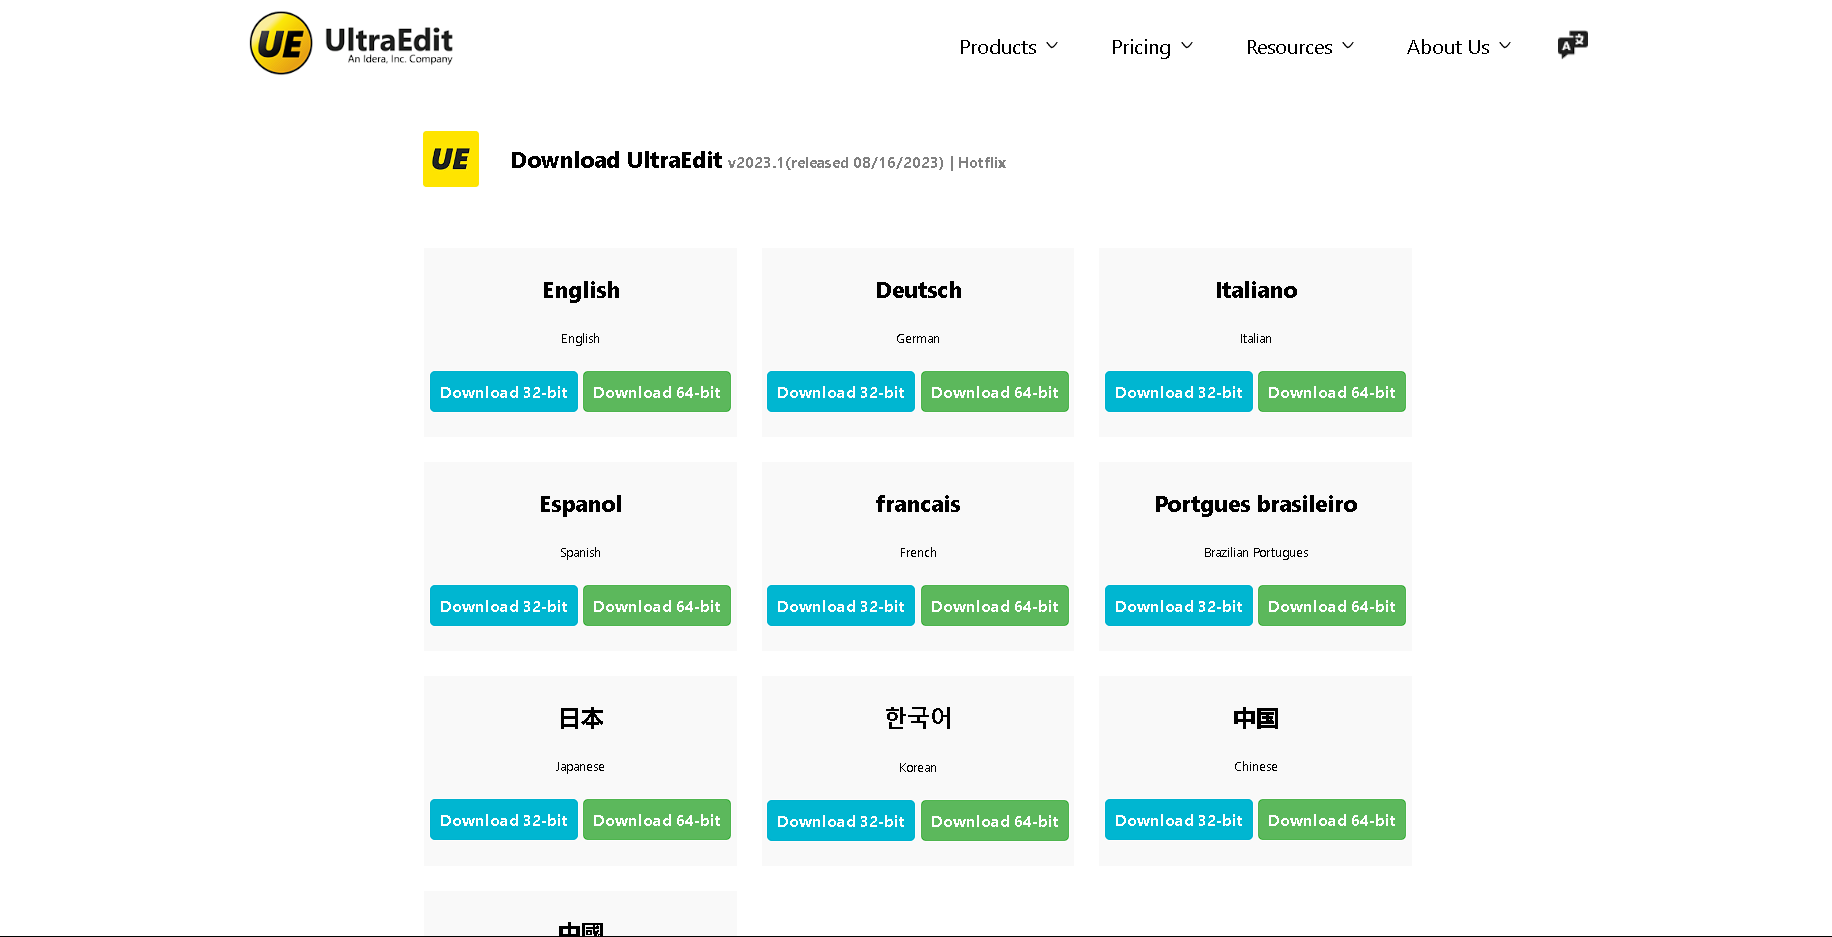 UE UltraEdit
An Idera, Inc. Company
Products Pricing Resources About Us
A
UE Download UltraEdit v2023.1(released 08/16/2023) | Hotflix
English Deutsch Italiano
English German Italian
Download 32-bit Download 64-bit Download 32-bit Download 64-bit Download 32-bit Download 64-bit
Espanol francais Portgues brasileiro
Spanish French Brazilian Portugues
Download 32-bit Download 64-bit Download 32-bit Download 64-bit Download 32-bit Download 64-bit
日本 한국어 中国
Japanese Korean Chinese
Download 32-bit Download 64-bit Download 32-bit Download 64-bit Download 32-bit Download 64-bit
中國